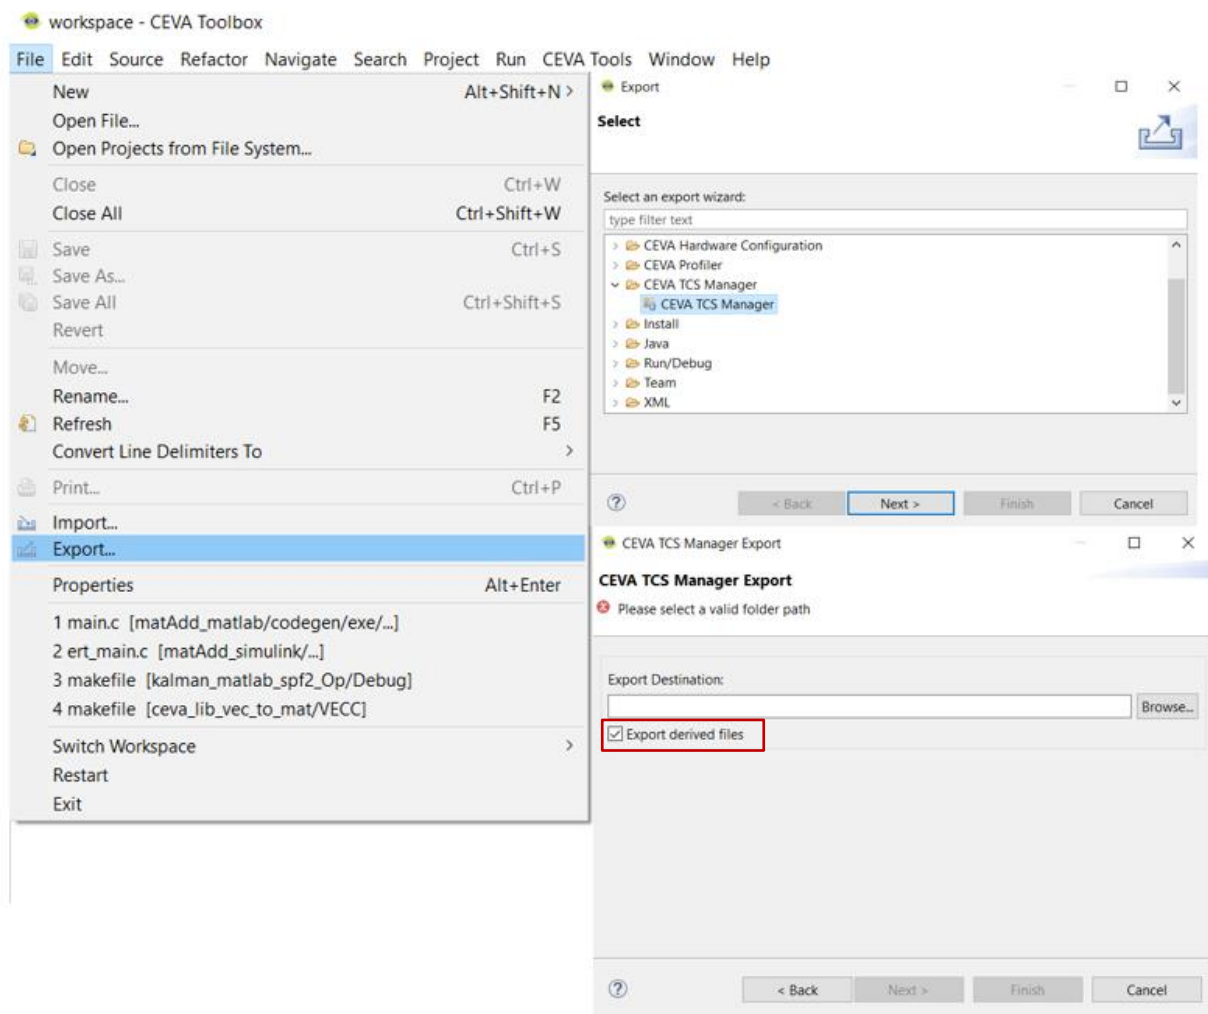 workspace - CEVA Toolbox
File Edit Source Refactor Navigate Search Project Run CEVA Tools Window Help
New Alt+Shift+N >
Open File...
Open Projects from File System...
Close Ctrl+W
Close All Ctrl+Shift+W
Save Ctrl+S
Save As...
Save All Ctrl+Shift+S
Revert
Move...
Rename... F2
Refresh F5
Convert Line Delimiters To >
Print... Ctrl+P
Import...
Export...
Properties Alt+Enter
1 main.c [matAdd_matlab/codegen/exe/...]
2 ert_main.c [matAdd_simulink/...]
3 makefile [kalman_matlab_spf2_Op/Debug]
4 makefile [ceva_lib_vec_to_mat/VECC]
Switch Workspace >
Restart
Exit
Export
Select
Select an export wizard:
type filter text
CEVA Hardware Configuration
CEVA Profiler
CEVA TCS Manager
CEVA TCS Manager
Install
Java
Run/Debug
Team
XML
< Back Next > Finish Cancel
CEVA TCS Manager Export
CEVA TCS Manager Export
Please select a valid folder path
Export Destination:
Browse...
Export derived files
< Back Next > Finish Cancel